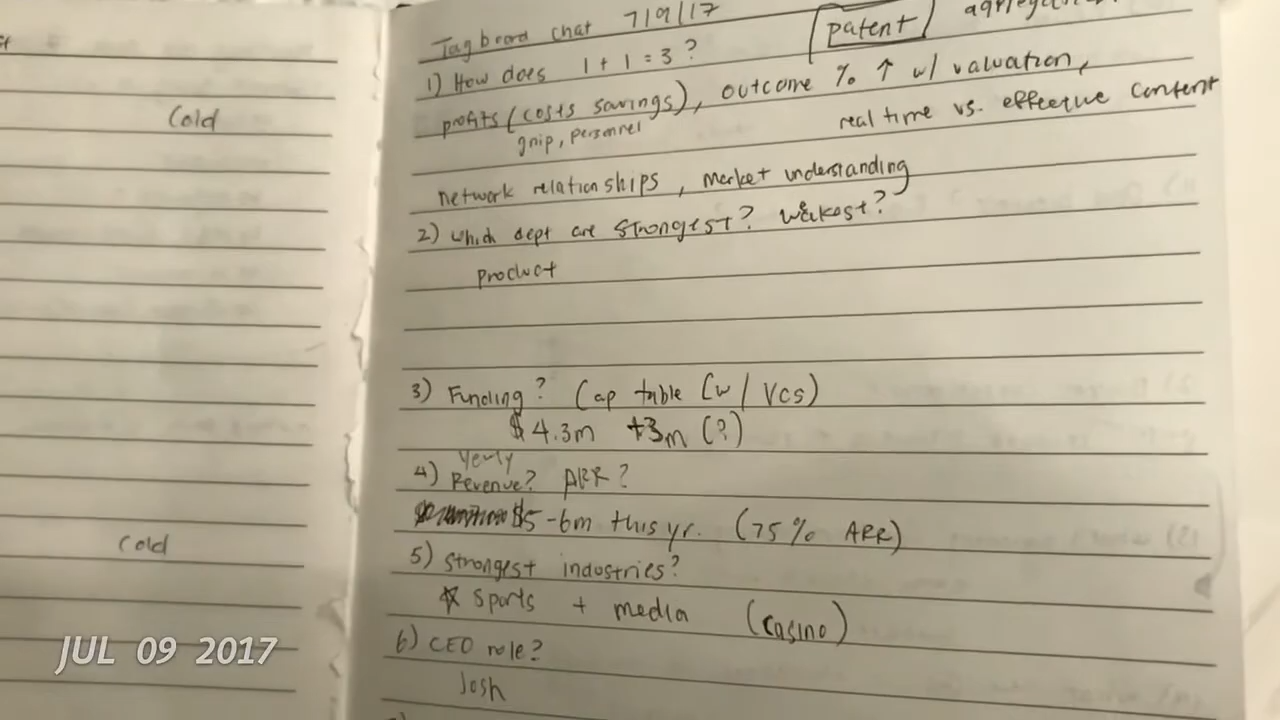 Cold
Cold
JUL 09 2017
Tagboard chat 7/9/17
patent
1) How does 1 + 1 = 3 ?
profits (costs savings), outcome % ↑ w/ valuation,
gnip, personnel
real time vs. effective content
network relationships, market understanding
2) which dept are strongest? weakest?
product
3) Funding? Cap table (w/ VCs)
$4.3m +3m (?)
Yearly
4) Revenue? ARR?
$5-6m this yr. (75% ARR)
5) strongest industries?
☆ sports + media (casino)
6) CEO role?
Josh